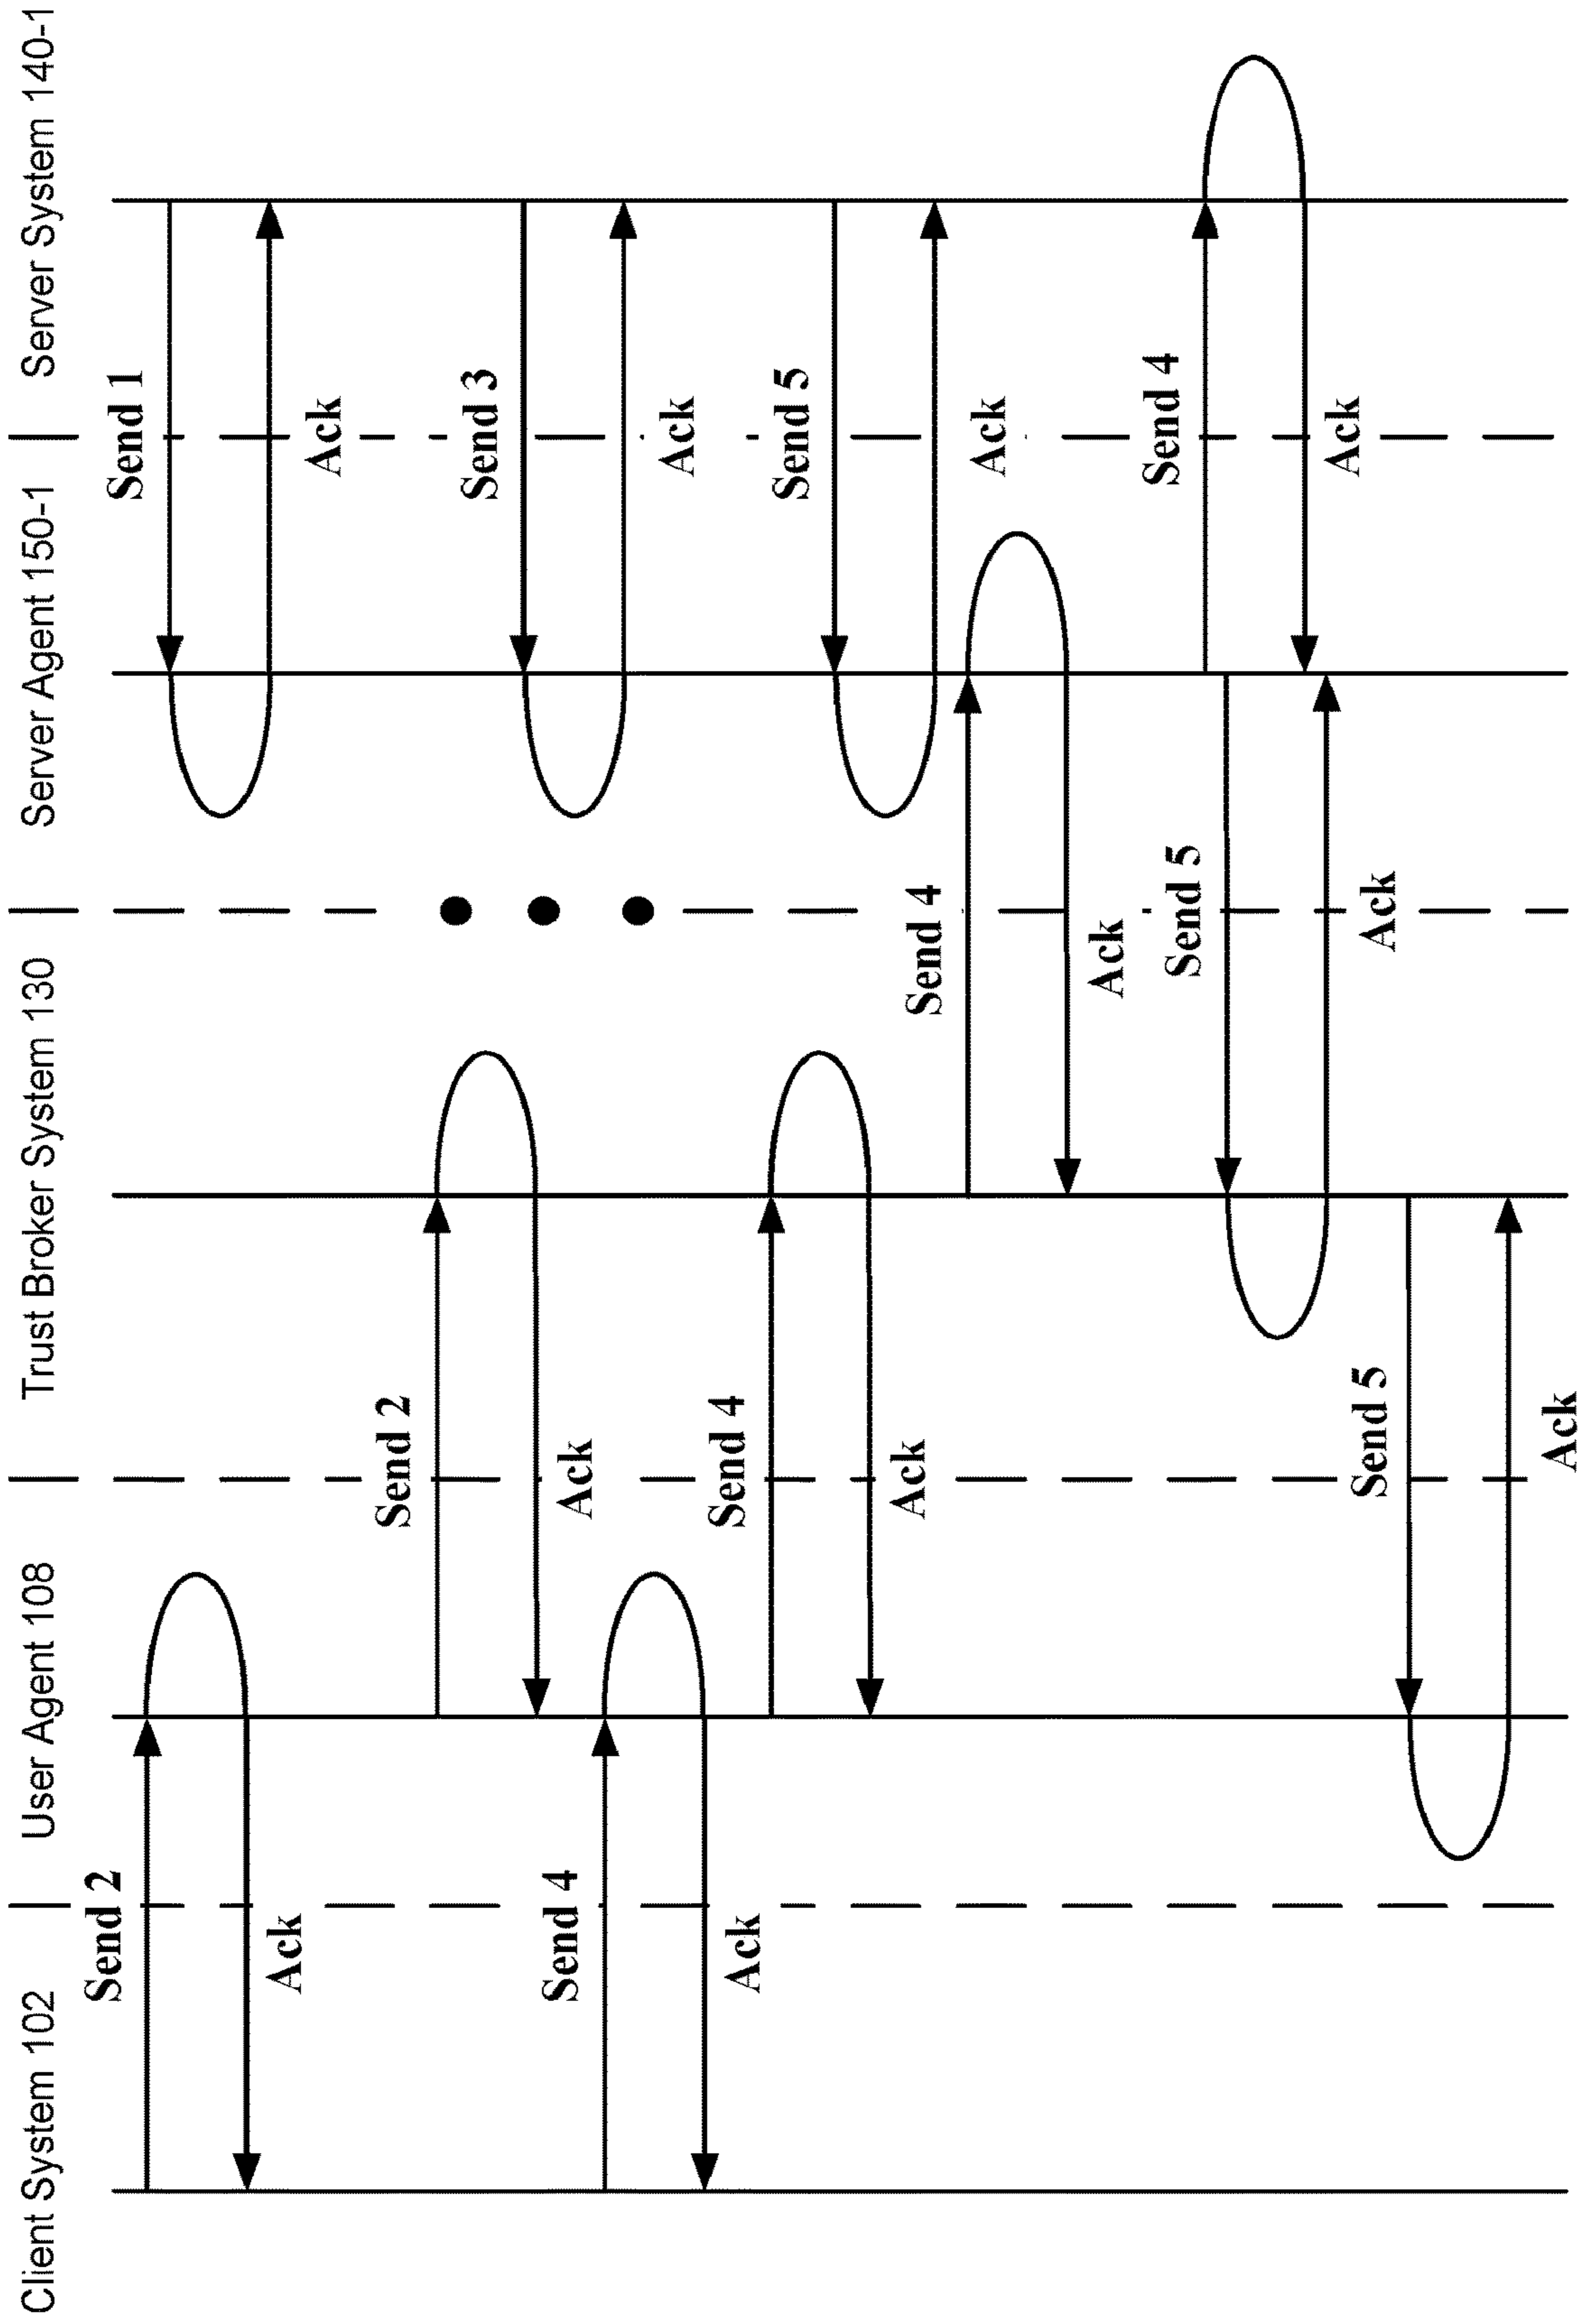 Client System 102
User Agent 108
Trust Broker System 130
Server Agent 150-1
Server System 140-1
Send 2
Send 1
Ack
Ack
Send 2
Send 3
Send 4
Ack
Ack
Send 4
Ack
Send 5
Ack
Send 4
Ack
Ack
Send 4
Send 5
Ack
Send 5
Ack
Ack